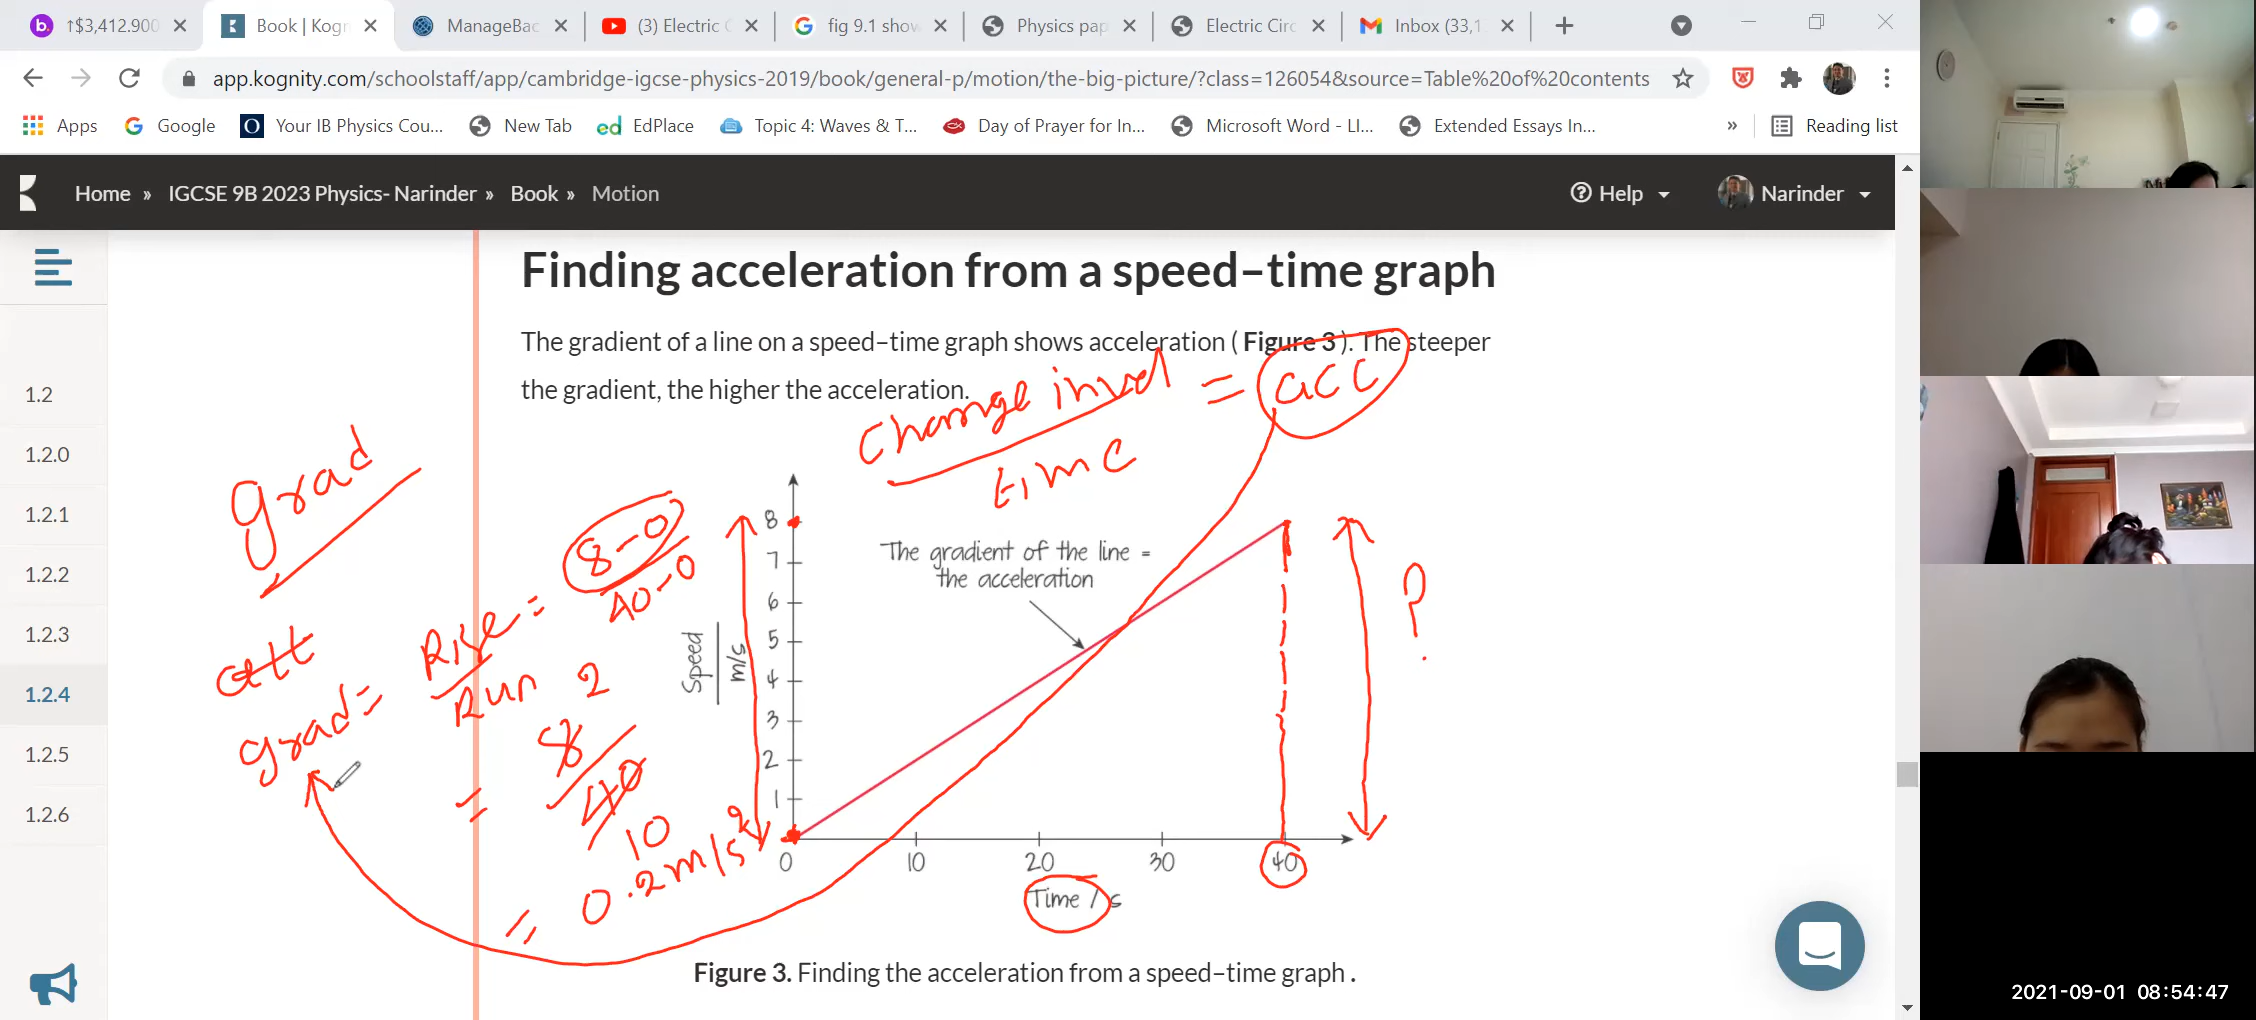 ↑$3,412.900
Book | Kogn
ManageBac
(3) Electric C
fig 9.1 show
Physics pap
Electric Circ
Inbox (33,1
app.kognity.com/schoolstaff/app/cambridge-igcse-physics-2019/book/general-p/motion/the-big-picture/?class=126054&source=Table%20of%20contents
Apps
Google
Your IB Physics Cou...
New Tab
ed EdPlace
Topic 4: Waves & T...
Day of Prayer for In...
Microsoft Word - LI...
Extended Essays In...
»
Reading list
Home » IGCSE 9B 2023 Physics- Narinder » Book » Motion
Help
Narinder
Finding acceleration from a speed–time graph
The gradient of a line on a speed–time graph shows acceleration ( Figure 3 ). The steeper
the gradient, the higher the acceleration.
1.2
1.2.0
1.2.1
1.2.2
1.2.3
1.2.4
1.2.5
1.2.6
Change in vel = acc
time
grad
grad = Rise = 8-0
Run 40-0
= 8 2
40 10
= 0.2 m/s2
?
8
7
6
5
4
3
2
1
0 10 20 30 40
Speed
m/s
The gradient of the line =
the acceleration
Time / s
Figure 3. Finding the acceleration from a speed–time graph .
2021-09-01 08:54:47